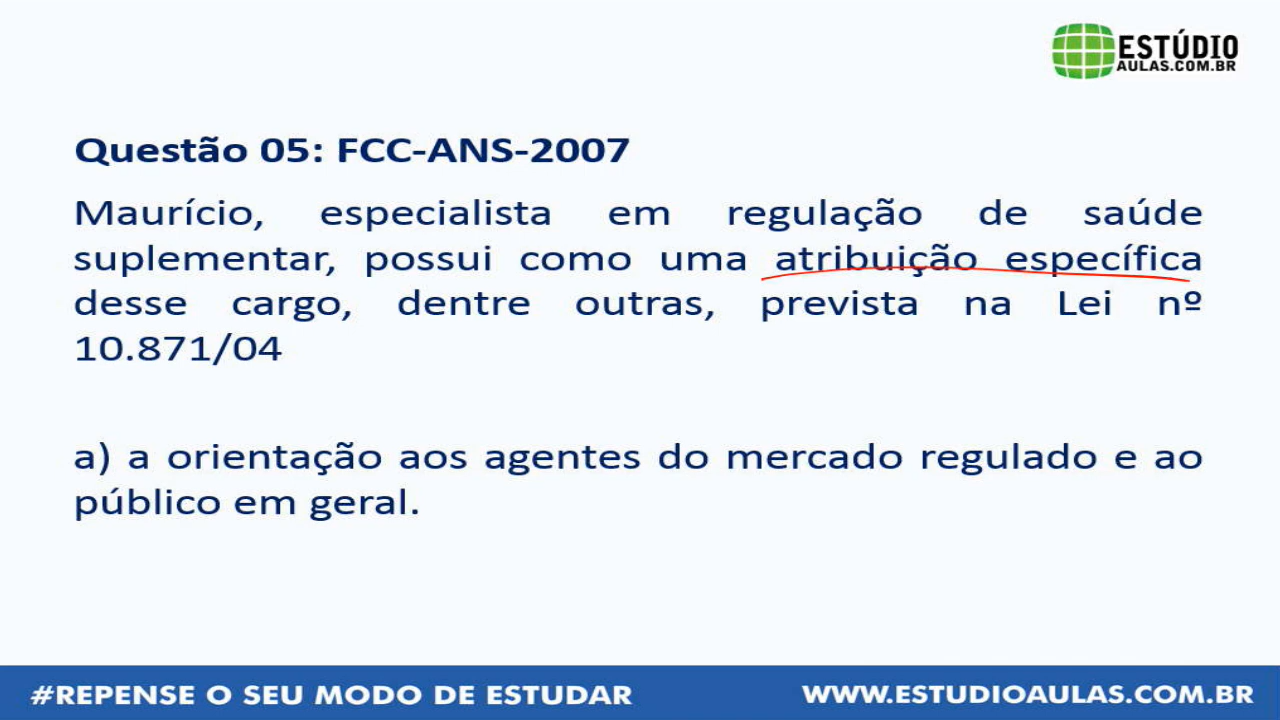 ESTÚDIO
AULAS.COM.BR
Questão 05: FCC-ANS-2007
Maurício, especialista em regulação de saúde
suplementar, possui como uma atribuição específica
desse cargo, dentre outras, prevista na Lei nº
10.871/04
a) a orientação aos agentes do mercado regulado e ao
público em geral.
#REPENSE O SEU MODO DE ESTUDAR
WWW.ESTUDIOAULAS.COM.BR